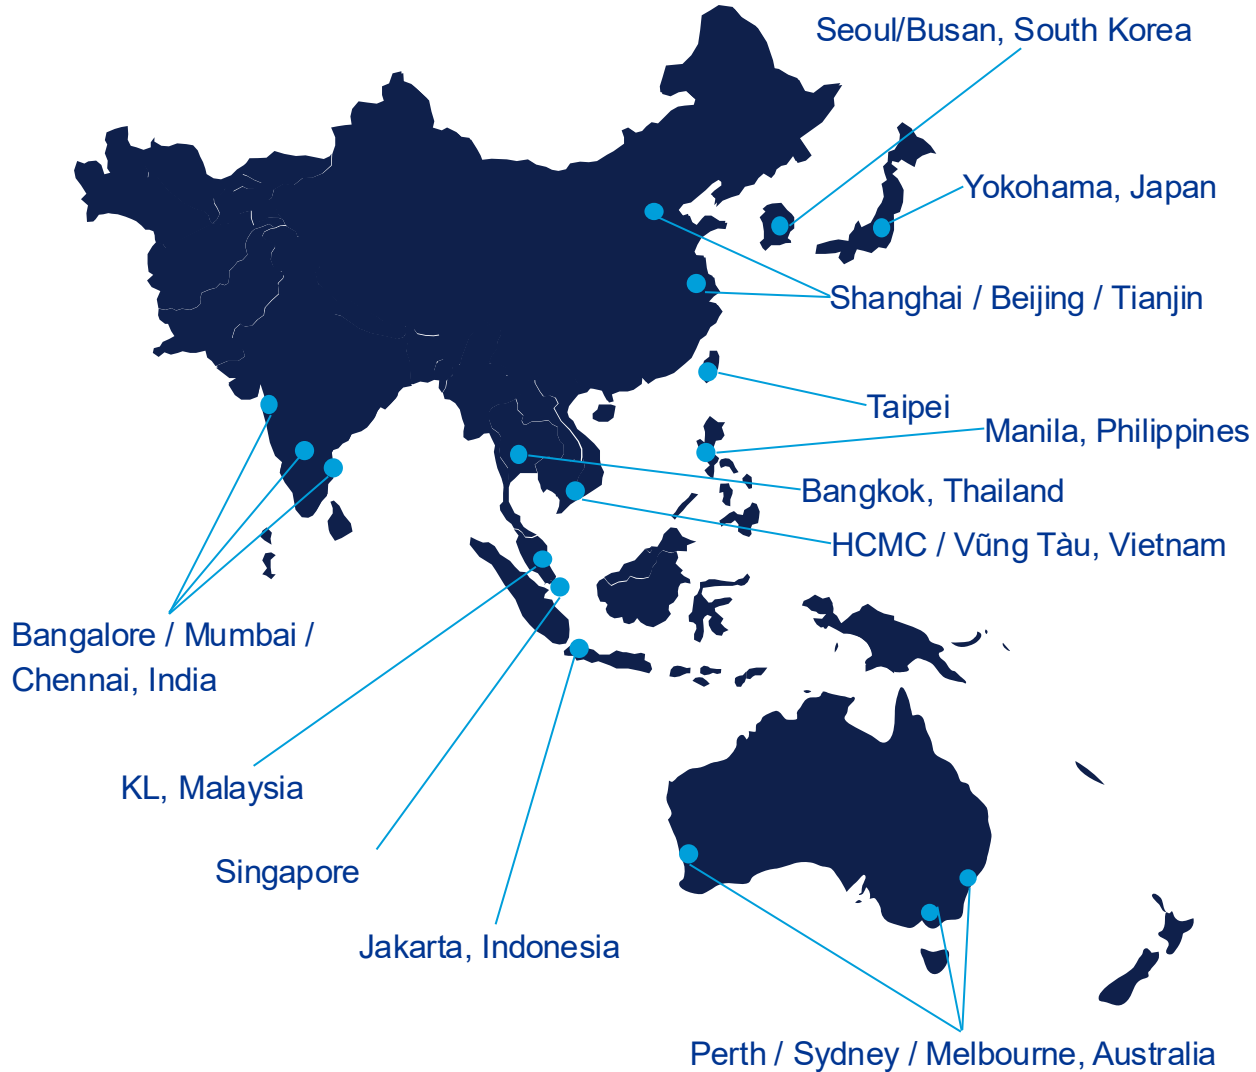 Seoul/Busan, South Korea
Yokohama, Japan
Shanghai / Beijing / Tianjin
Taipei
Manila, Philippines
Bangkok, Thailand
HCMC / Vũng Tàu, Vietnam
Bangalore / Mumbai /
Chennai, India
KL, Malaysia
Singapore
Jakarta, Indonesia
Perth / Sydney / Melbourne, Australia